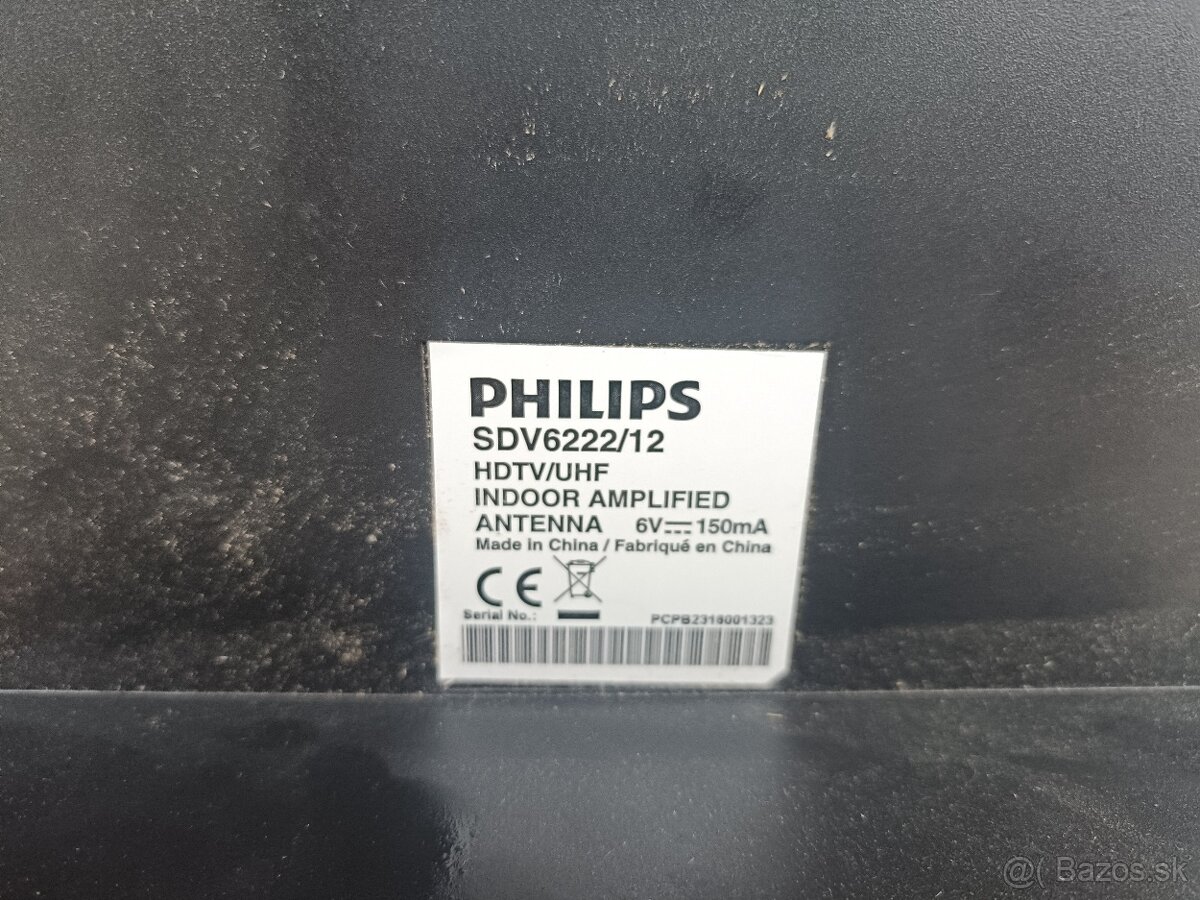 PHILIPS
SDV6222/12
HDTV/UHF
INDOOR AMPLIFIED
ANTENNA 6V⎓150mA
Made in China / Fabriqué en China
CE
Serial No.: PCPB2318001323
@( Bazos.sk